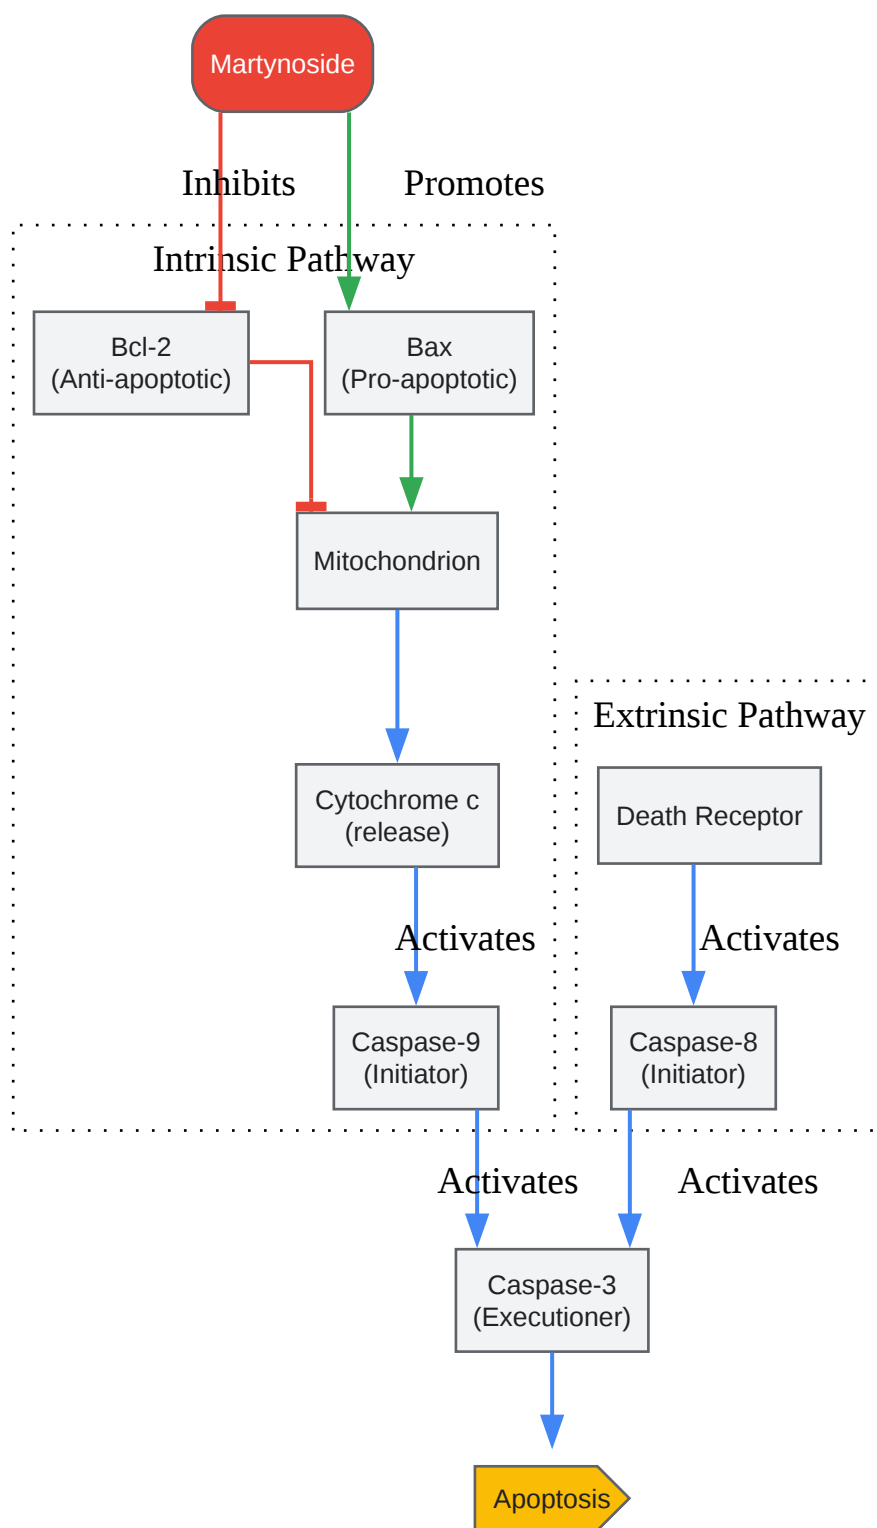 Martynoside
Inhibits
Promotes
Intrinsic Pathway
Bcl-2
(Anti-apoptotic)
Bax
(Pro-apoptotic)
Mitochondrion
Extrinsic Pathway
Cytochrome c
(release)
Death Receptor
Activates
Activates
Caspase-9
(Initiator)
Caspase-8
(Initiator)
Activates
Activates
Caspase-3
(Executioner)
Apoptosis